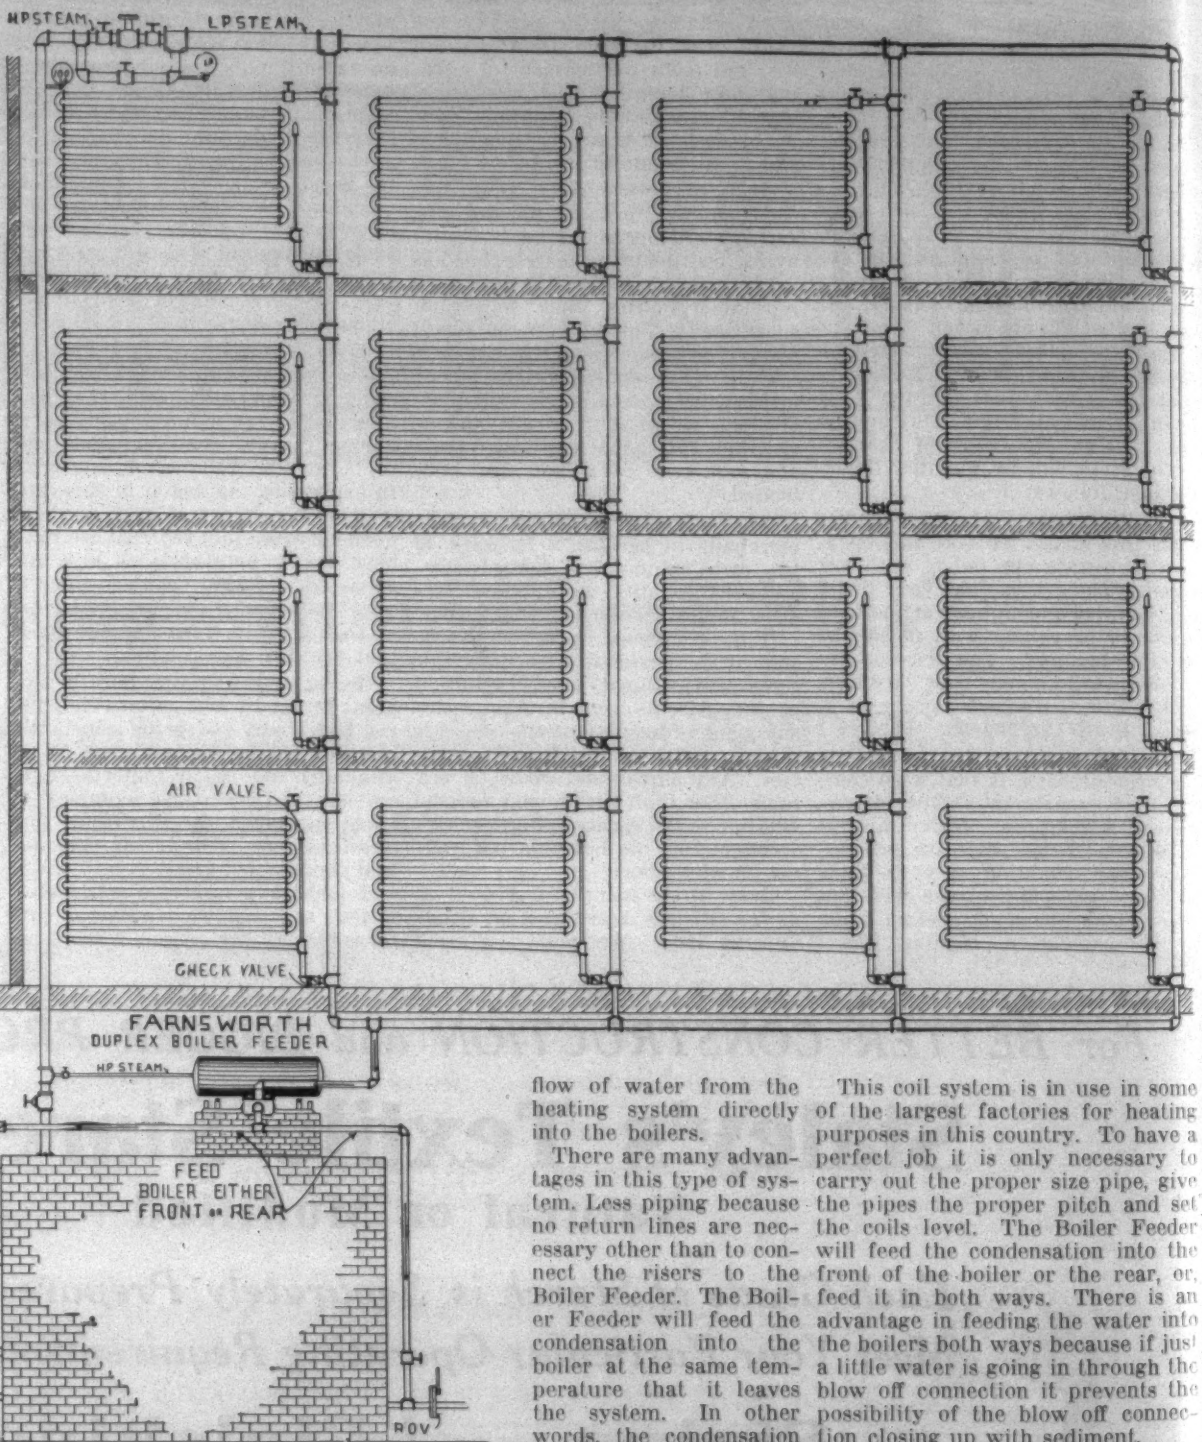 HPSTEAM
LPSTEAM
100
10
AIR VALVE
CHECK VALVE
FARNSWORTH
DUPLEX BOILER FEEDER
HP STEAM
FEED
BOILER EITHER
FRONT OR REAR
flow of water from the
heating system directly
into the boilers.
There are many advan-
tages in this type of sys-
tem. Less piping because
no return lines are nec-
essary other than to con-
nect the risers to the
Boiler Feeder. The Boil-
er Feeder will feed the
condensation into the
boiler at the same tem-
perature that it leaves
the system. In other
words, the condensation
This coil system is in use in some
of the largest factories for heating
purposes in this country. To have a
perfect job it is only necessary to
carry out the proper size pipe, give
the pipes the proper pitch and set
the coils level. The Boiler Feeder
will feed the condensation into the
front of the boiler or the rear, or,
feed it in both ways. There is an
advantage in feeding the water into
the boilers both ways because if just
a little water is going in through the
blow off connection it prevents the
possibility of the blow off connec-
tion closing up with sediment.